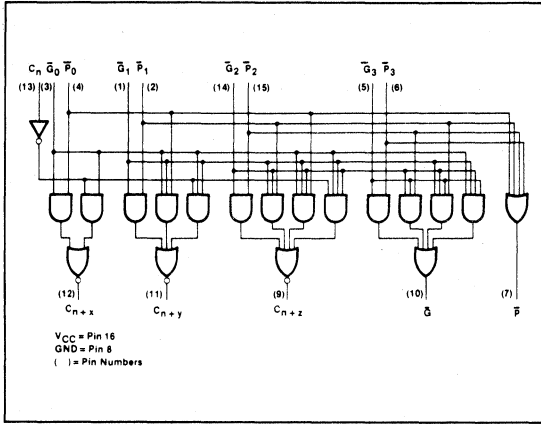 Cn G̅0 P̅0 G̅1 P̅1 G̅2 P̅2 G̅3 P̅3
(13) (3) (4) (1) (2) (14) (15) (5) (6)
(12) (11) (9) (10) (7)
Cn+x Cn+y Cn+z G̅ P̅
VCC = Pin 16
GND = Pin 8
( ) = Pin Numbers